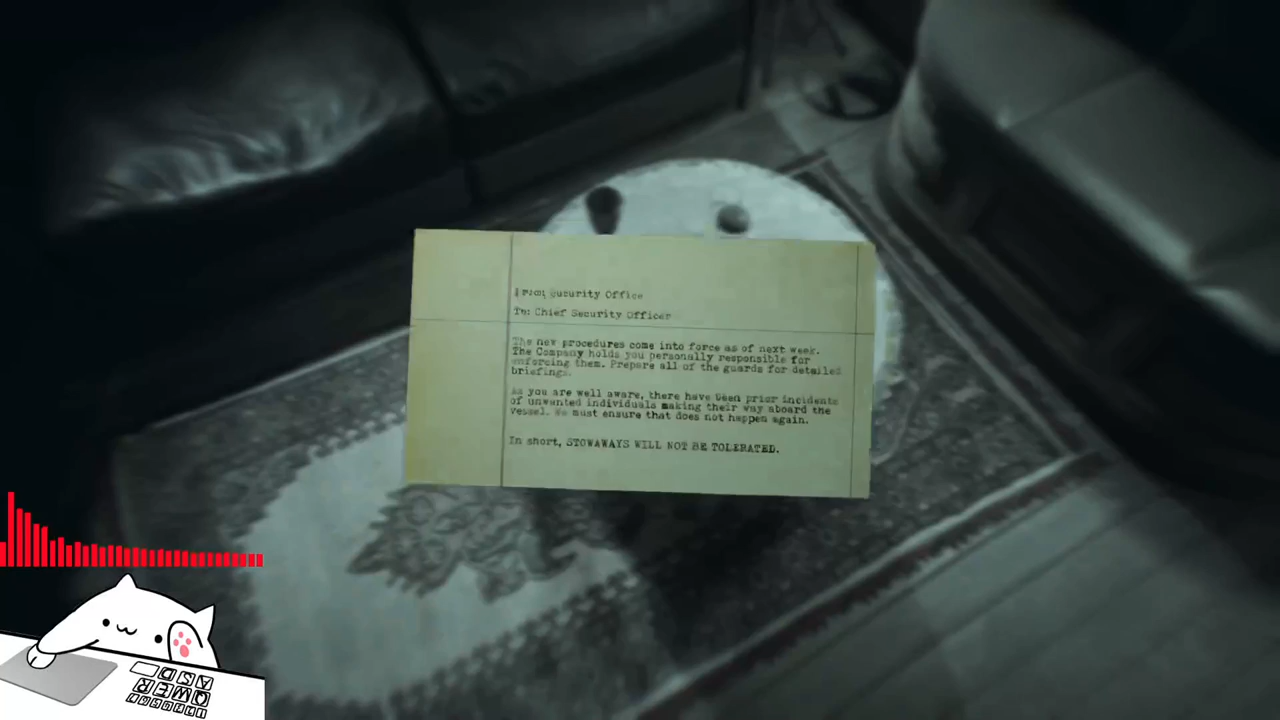 From Security Office
To: Chief Security Officer
The new procedures come into force as of next week.
The Company holds you personally responsible for
enforcing them. Prepare all of the guards for detailed
briefings.
As you are well aware, there have been prior incidents
of unwanted individuals making their way aboard the
vessel. We must ensure that does not happen again.
In short, STOWAWAYS WILL NOT BE TOLERATED.